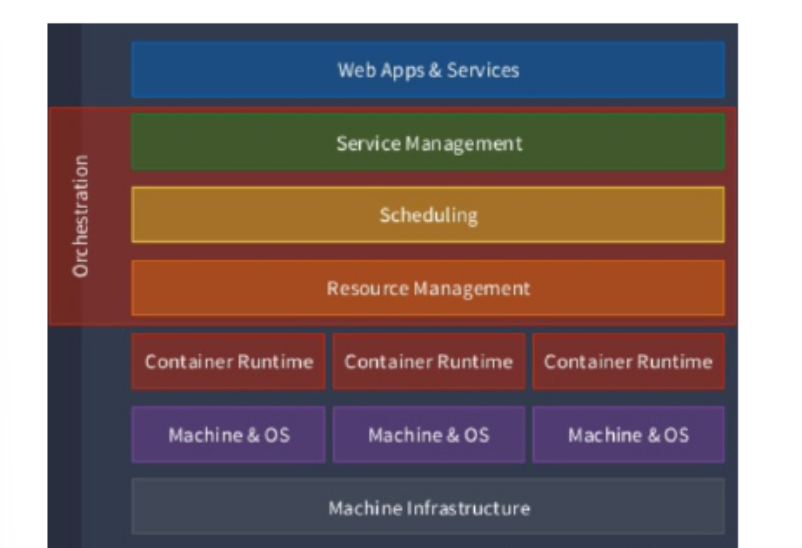 Web Apps & Services
Orchestration
Service Management
Scheduling
Resource Management
Container Runtime
Container Runtime
Container Runtime
Machine & OS
Machine & OS
Machine & OS
Machine Infrastructure